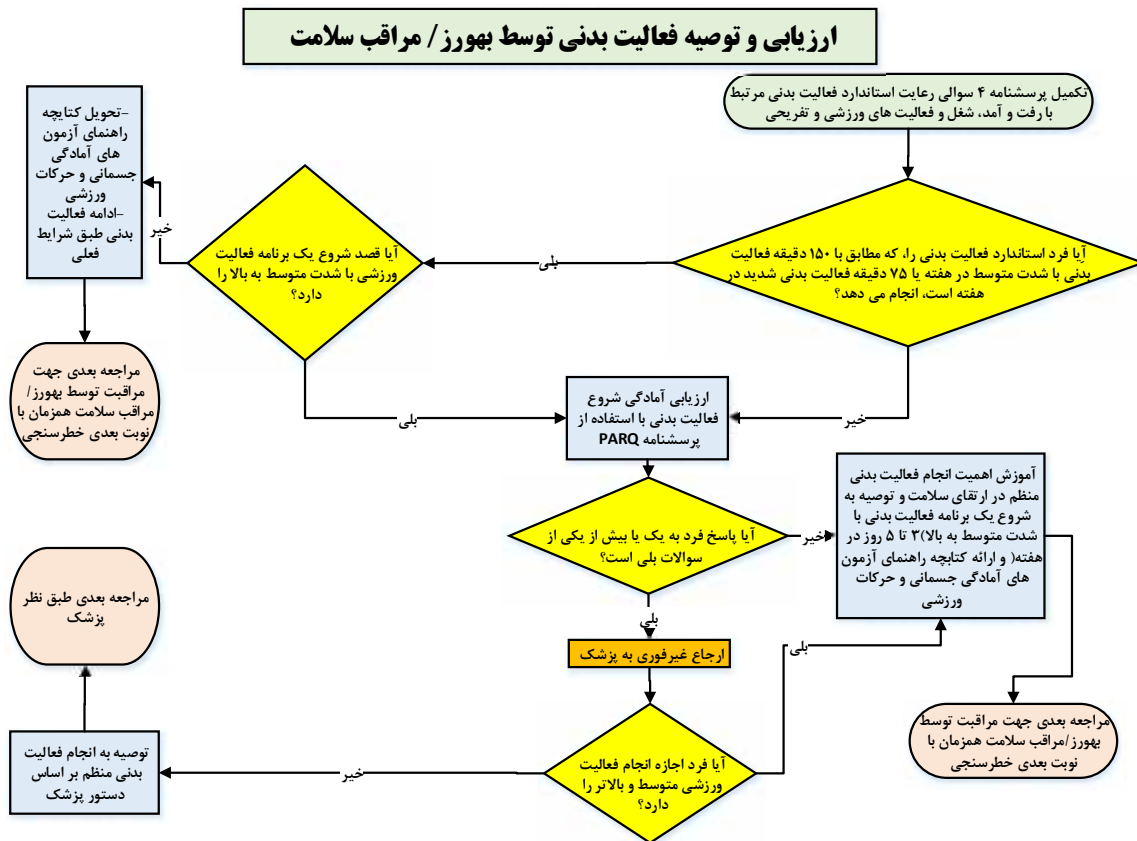 ارزیابی و توصیه فعالیت بدنی توسط بهورز/ مراقب سلامت
تکمیل پرسشنامه ۴ سوالی رعایت استاندارد فعالیت بدنی مرتبط
با رفت و آمد، شغل و فعالیت های ورزشی و تفریحی
آیا فرد استاندارد فعالیت بدنی را، که مطابق با ۱۵۰ دقیقه فعالیت
بدنی با شدت متوسط در هفته یا ۷۵ دقیقه فعالیت بدنی شدید در
هفته است، انجام می دهد؟
بلی
خیر
آیا قصد شروع یک برنامه فعالیت
ورزشی با شدت متوسط به بالا را
دارد؟
خیر
بلی
-تحویل کتابچه
راهنمای آزمون
های آمادگی
جسمانی و حرکات
ورزشی
-ادامه فعالیت
بدنی طبق شرایط
فعلی
مراجعه بعدی جهت
مراقبت توسط بهورز/
مراقب سلامت همزمان با
نوبت بعدی خطرسنجی
ارزیابی آمادگی شروع
فعالیت بدنی با استفاده از
پرسشنامه PARQ
آیا پاسخ فرد به یک یا بیش از یکی از
سوالات بلی است؟
خیر
بلی
آموزش اهمیت انجام فعالیت بدنی
منظم در ارتقای سلامت و توصیه به
شروع یک برنامه فعالیت بدنی با
شدت متوسط به بالا)۳ تا ۵ روز در
هفته( و ارائه کتابچه راهنمای آزمون
های آمادگی جسمانی و حرکات
ورزشی
ارجاع غیرفوری به پزشک
آیا فرد اجازه انجام فعالیت
ورزشی متوسط و بالاتر را
دارد؟
بلی
خیر
مراجعه بعدی جهت مراقبت توسط
بهورز/مراقب سلامت همزمان با
نوبت بعدی خطرسنجی
توصیه به انجام فعالیت
بدنی منظم بر اساس
دستور پزشک
مراجعه بعدی طبق نظر
پزشک